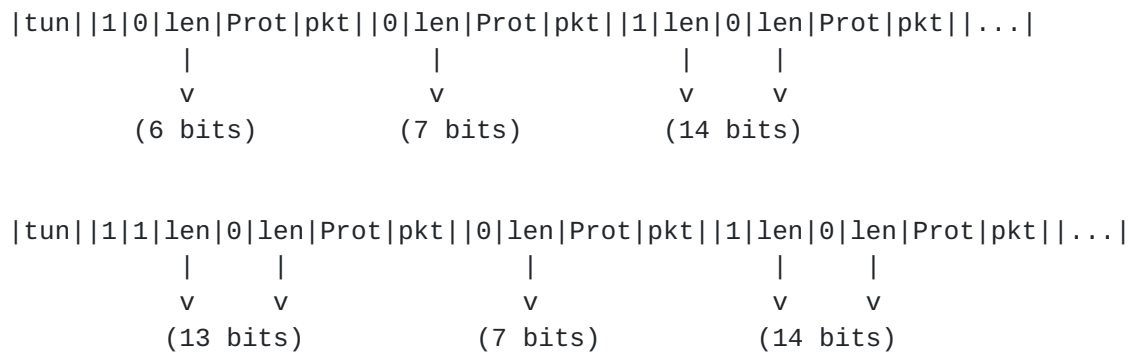 |tun||1|0|len|Prot|pkt||0|len|Prot|pkt||1|len|0|len|Prot|pkt||...|
| | | |
v v v v
(6 bits) (7 bits) (14 bits)
|tun||1|1|len|0|len|Prot|pkt||0|len|Prot|pkt||1|len|0|len|Prot|pkt||...|
| | | | |
v v v v v
(13 bits) (7 bits) (14 bits)